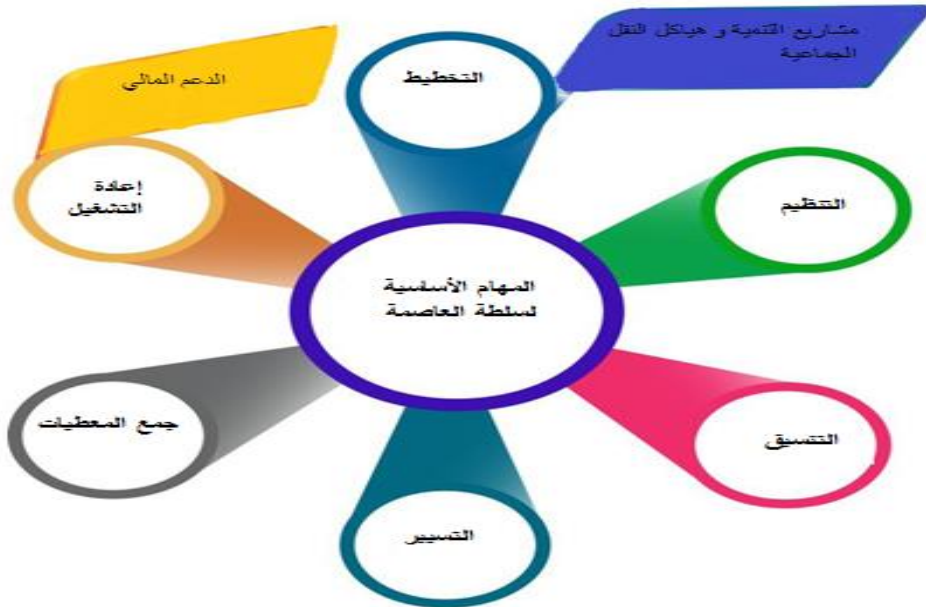 مشاريع التنمية و هياكل النقل
الجماعية
التخطيط
الدعم المالي
إعادة
التشغيل
التنظيم
المهام الأساسية
لسلطة العاصمة
جمع المعطيات
التنسيق
التسيير